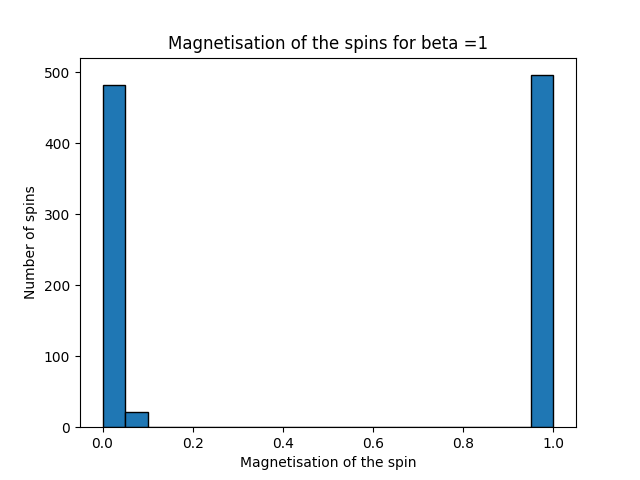 Magnetisation of the spins for beta =1
500
400
300
200
100
0
Number of spins
0.0 0.2 0.4 0.6 0.8 1.0
Magnetisation of the spin